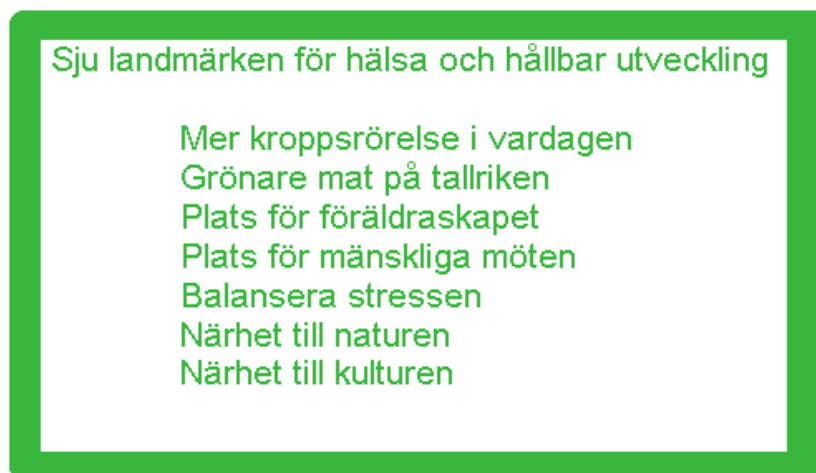 Sju landmärken för hälsa och hållbar utveckling
Mer kroppsrörelse i vardagen
Grönare mat på tallriken
Plats för föräldraskapet
Plats för mänskliga möten
Balansera stressen
Närhet till naturen
Närhet till kulturen